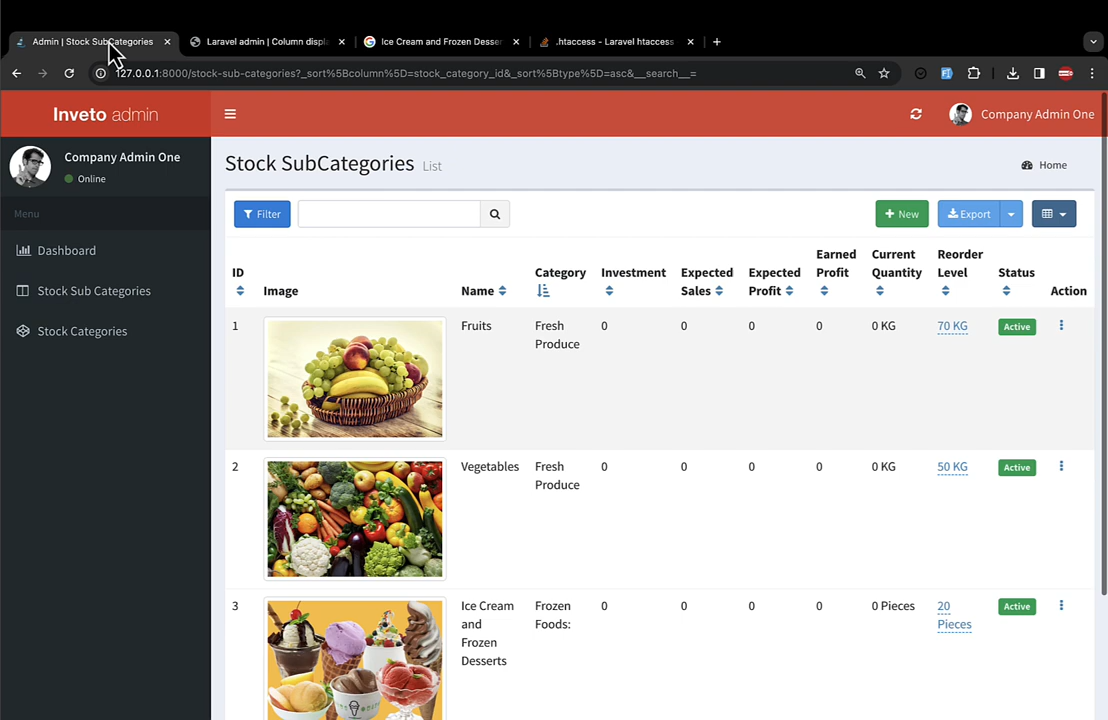 Admin | Stock SubCategories
Laravel admin | Column displ
Ice Cream and Frozen Desser
.htaccess - Laravel htaccess
127.0.0.1:8000/stock-sub-categories?_sort%5Bcolumn%5D=stock_category_id&_sort%5Btype%5D=asc&__search__=
Inveto admin
Company Admin One
Company Admin One
Online
Menu
Dashboard
Stock Sub Categories
Stock Categories
Stock SubCategories List
Home
Filter
New
Export
ID
Image
Name
Category
Investment
Expected
Sales
Expected
Profit
Earned
Profit
Current
Quantity
Reorder
Level
Status
Action
1
Fruits
Fresh
Produce
0
0
0
0
0 KG
70 KG
Active
2
Vegetables
Fresh
Produce
0
0
0
0
0 KG
50 KG
Active
3
Ice Cream
and
Frozen
Desserts
Frozen
Foods:
0
0
0
0
0 Pieces
20
Pieces
Active